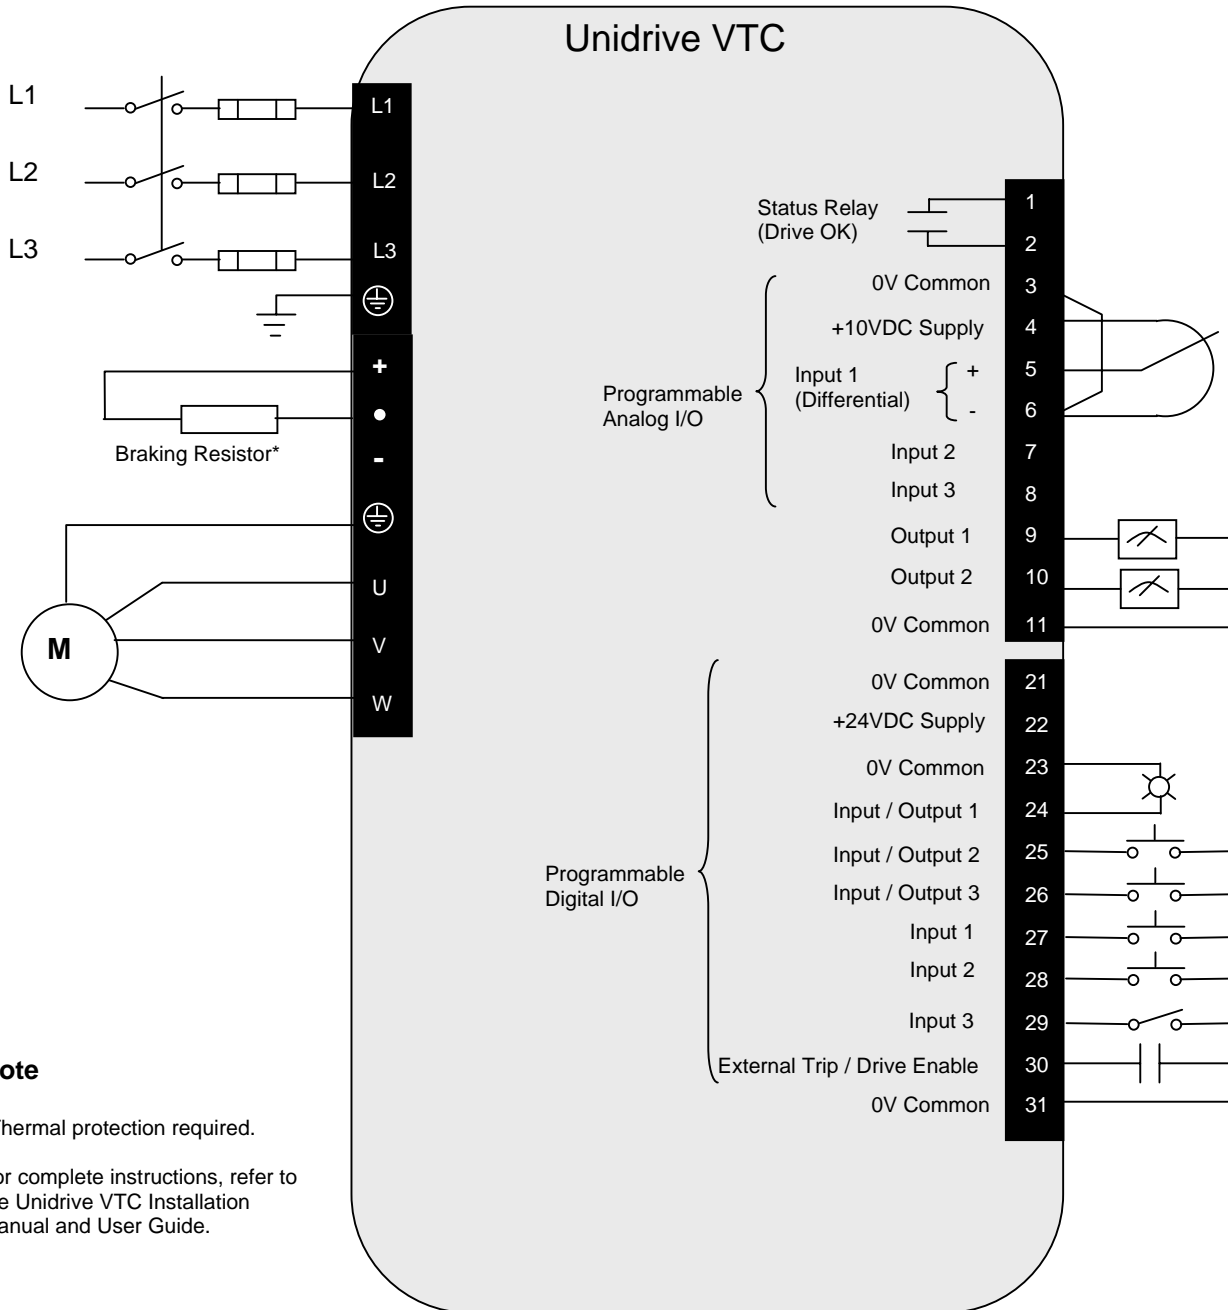 Unidrive VTC
L1
L2
L3
L1
L2
L3
+
•
-
Braking Resistor*
U
V
W
M
Status Relay
(Drive OK)
1
2
0V Common 3
+10VDC Supply 4
Programmable
Analog I/O
Input 1
(Differential)
+ 5
- 6
Input 2 7
Input 3 8
Output 1 9
Output 2 10
0V Common 11
0V Common 21
+24VDC Supply 22
0V Common 23
Input / Output 1 24
Programmable
Digital I/O
Input / Output 2 25
Input / Output 3 26
Input 1 27
Input 2 28
Input 3 29
External Trip / Drive Enable 30
0V Common 31
ote
hermal protection required.
or complete instructions, refer to
e Unidrive VTC Installation
anual and User Guide.